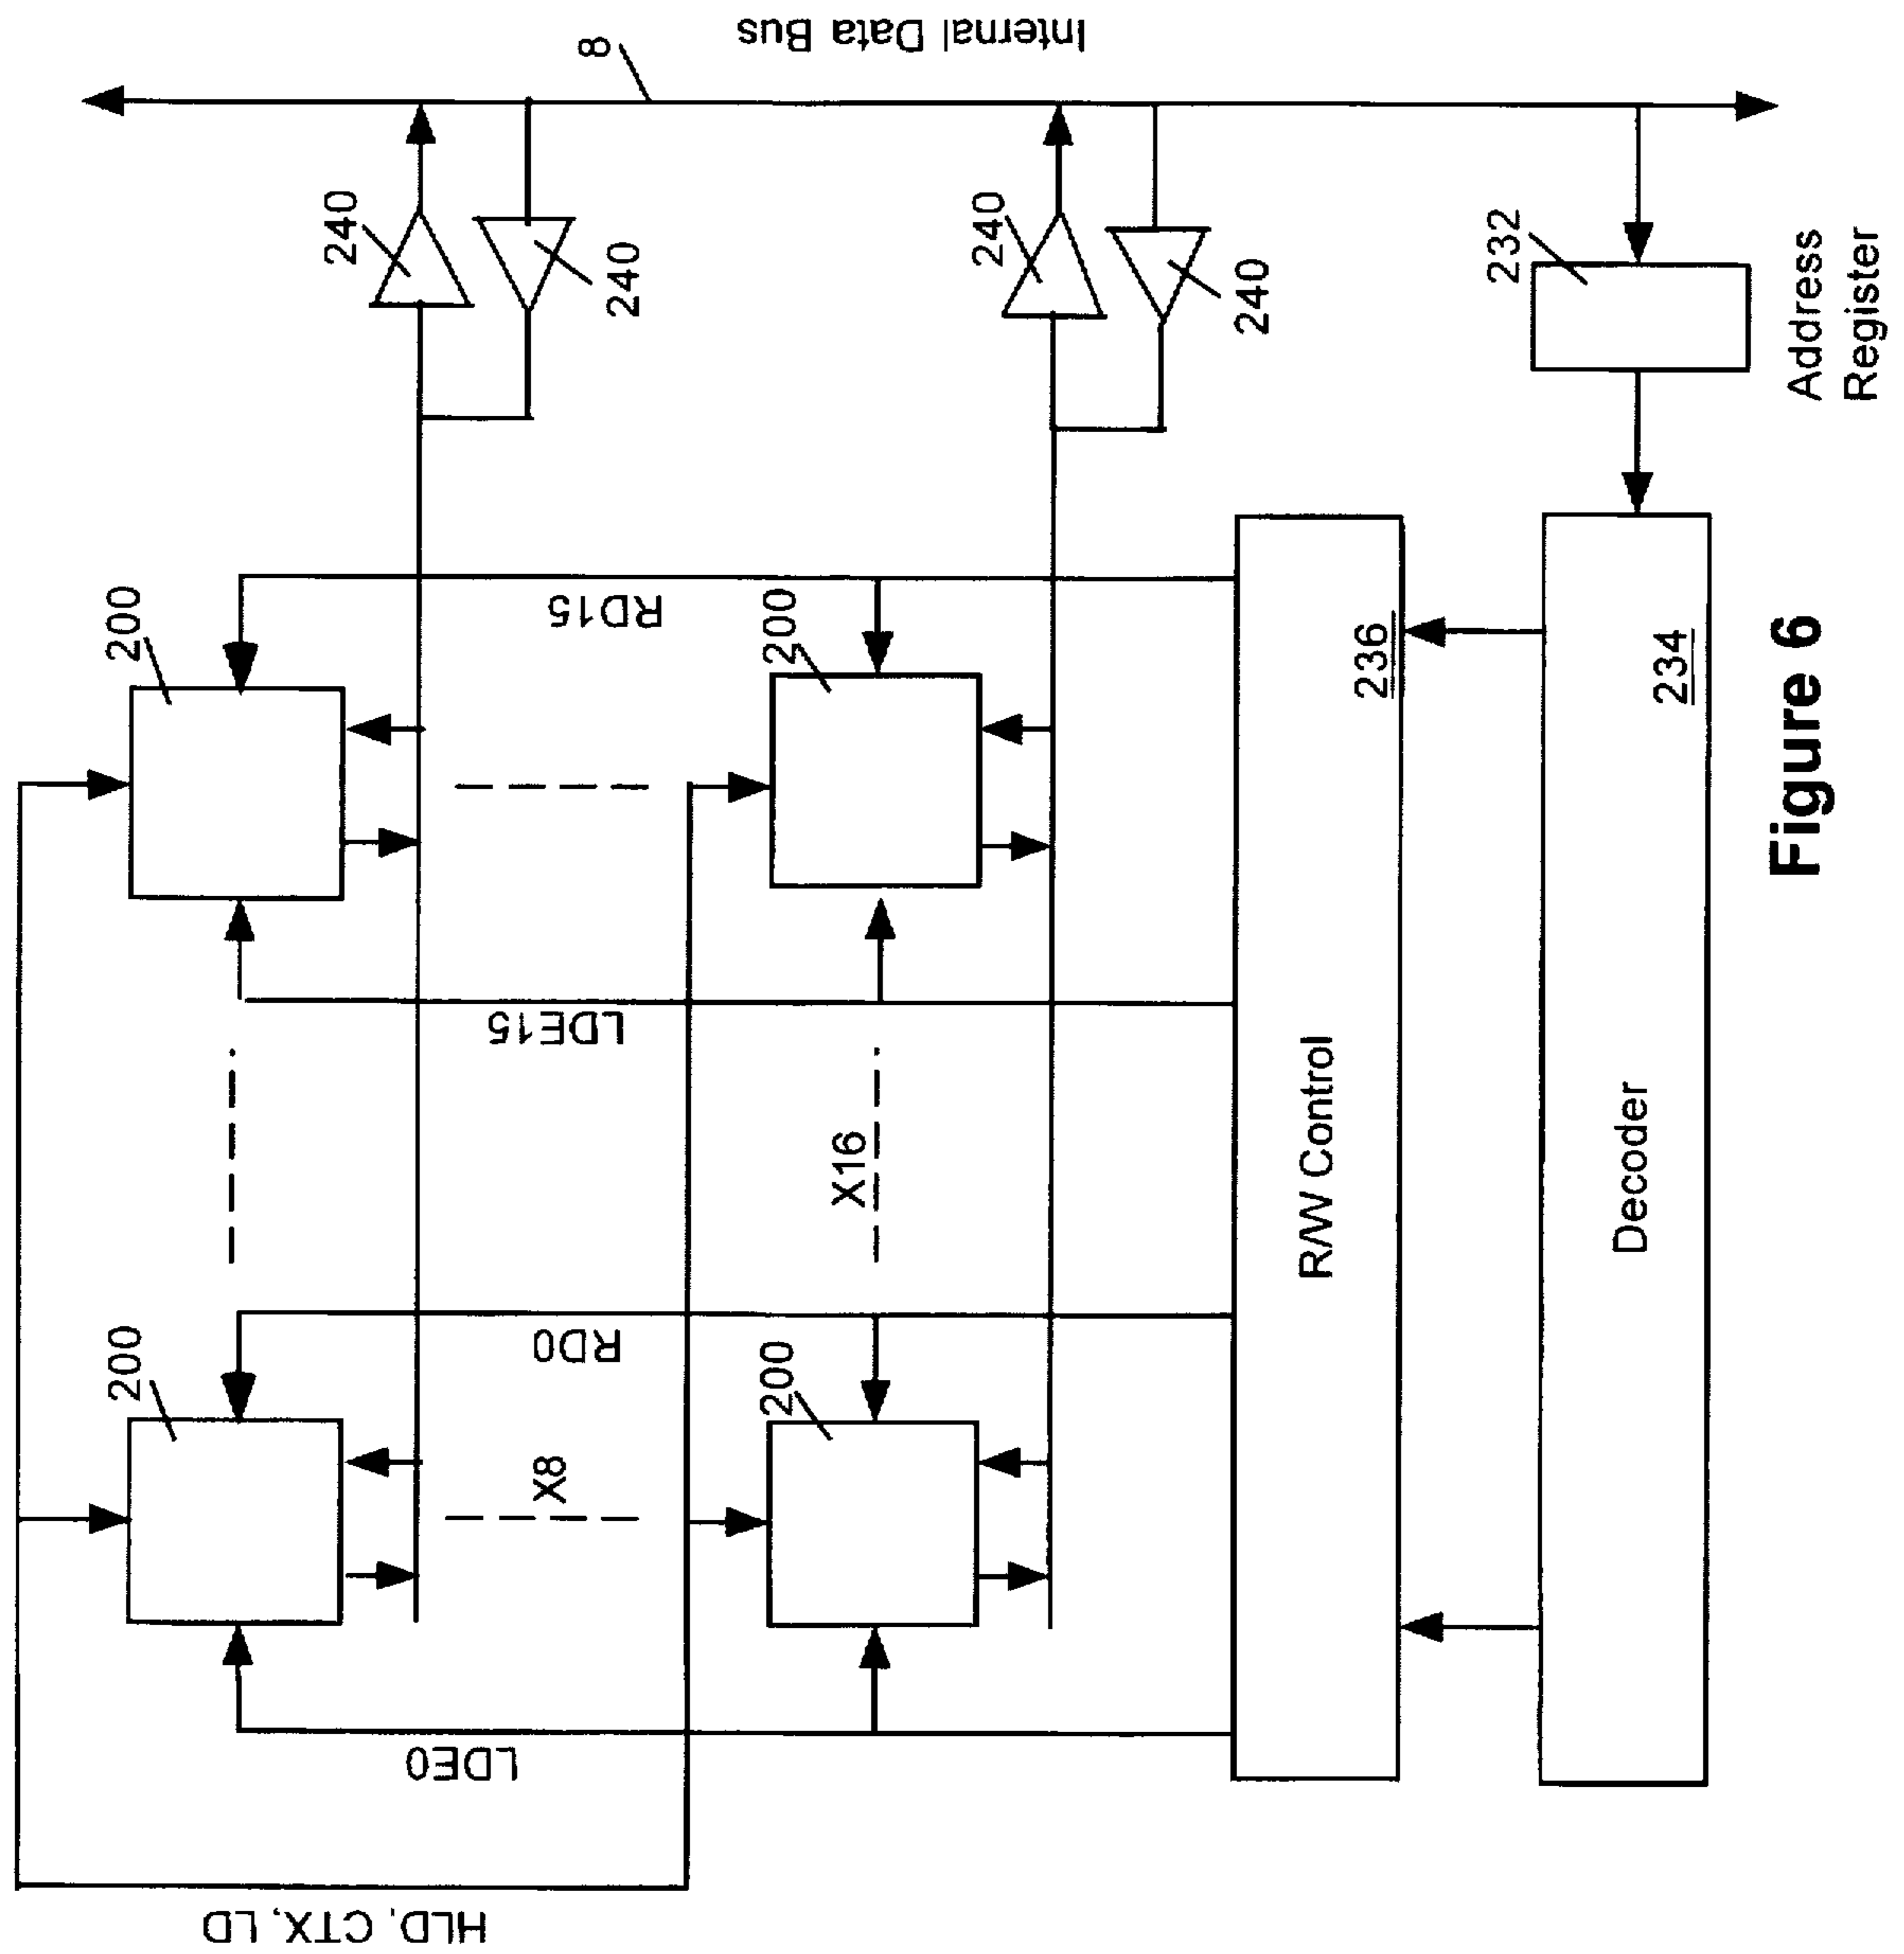 Internal Data Bus
8
240
240
240
240
232
Address
Register
200
RD15
200
236
234
LDE15
X16
R/W Control
Decoder
200
RD0
200
X8
LDE0
HLD, CTX, LD
Figure 6